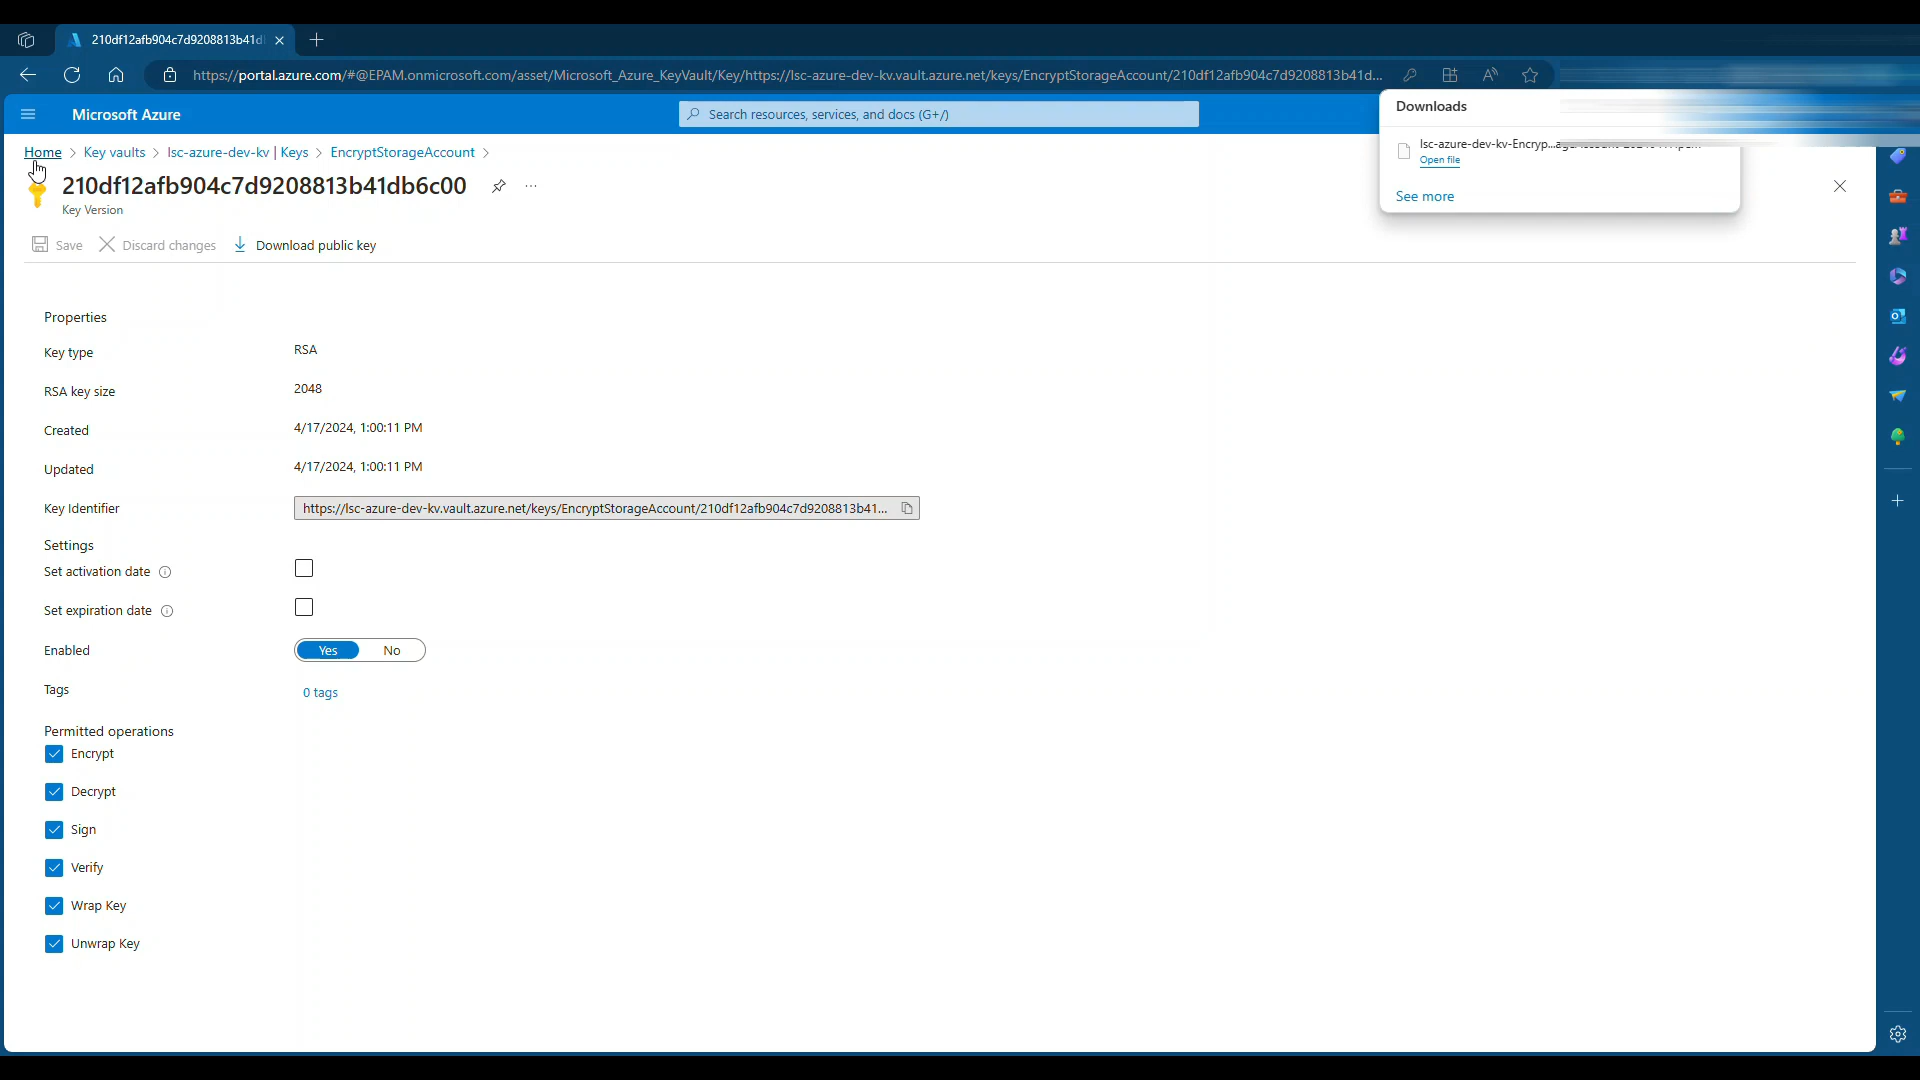 210df12afb904c7d9208813b41d
https://portal.azure.com/#@EPAM.onmicrosoft.com/asset/Microsoft_Azure_KeyVault/Key/https://lsc-azure-dev-kv.vault.azure.net/keys/EncryptStorageAccount/210df12afb904c7d9208813b41d...
Microsoft Azure
Search resources, services, and docs (G+/)
Downloads
lsc-azure-dev-kv-Encryp...
Open file
See more
Home > Key vaults > lsc-azure-dev-kv | Keys > EncryptStorageAccount >
210df12afb904c7d9208813b41db6c00
Key Version
Save Discard changes Download public key
Properties
Key type RSA
RSA key size 2048
Created 4/17/2024, 1:00:11 PM
Updated 4/17/2024, 1:00:11 PM
Key Identifier https://lsc-azure-dev-kv.vault.azure.net/keys/EncryptStorageAccount/210df12afb904c7d9208813b41...
Settings
Set activation date
Set expiration date
Enabled Yes No
Tags 0 tags
Permitted operations
Encrypt
Decrypt
Sign
Verify
Wrap Key
Unwrap Key